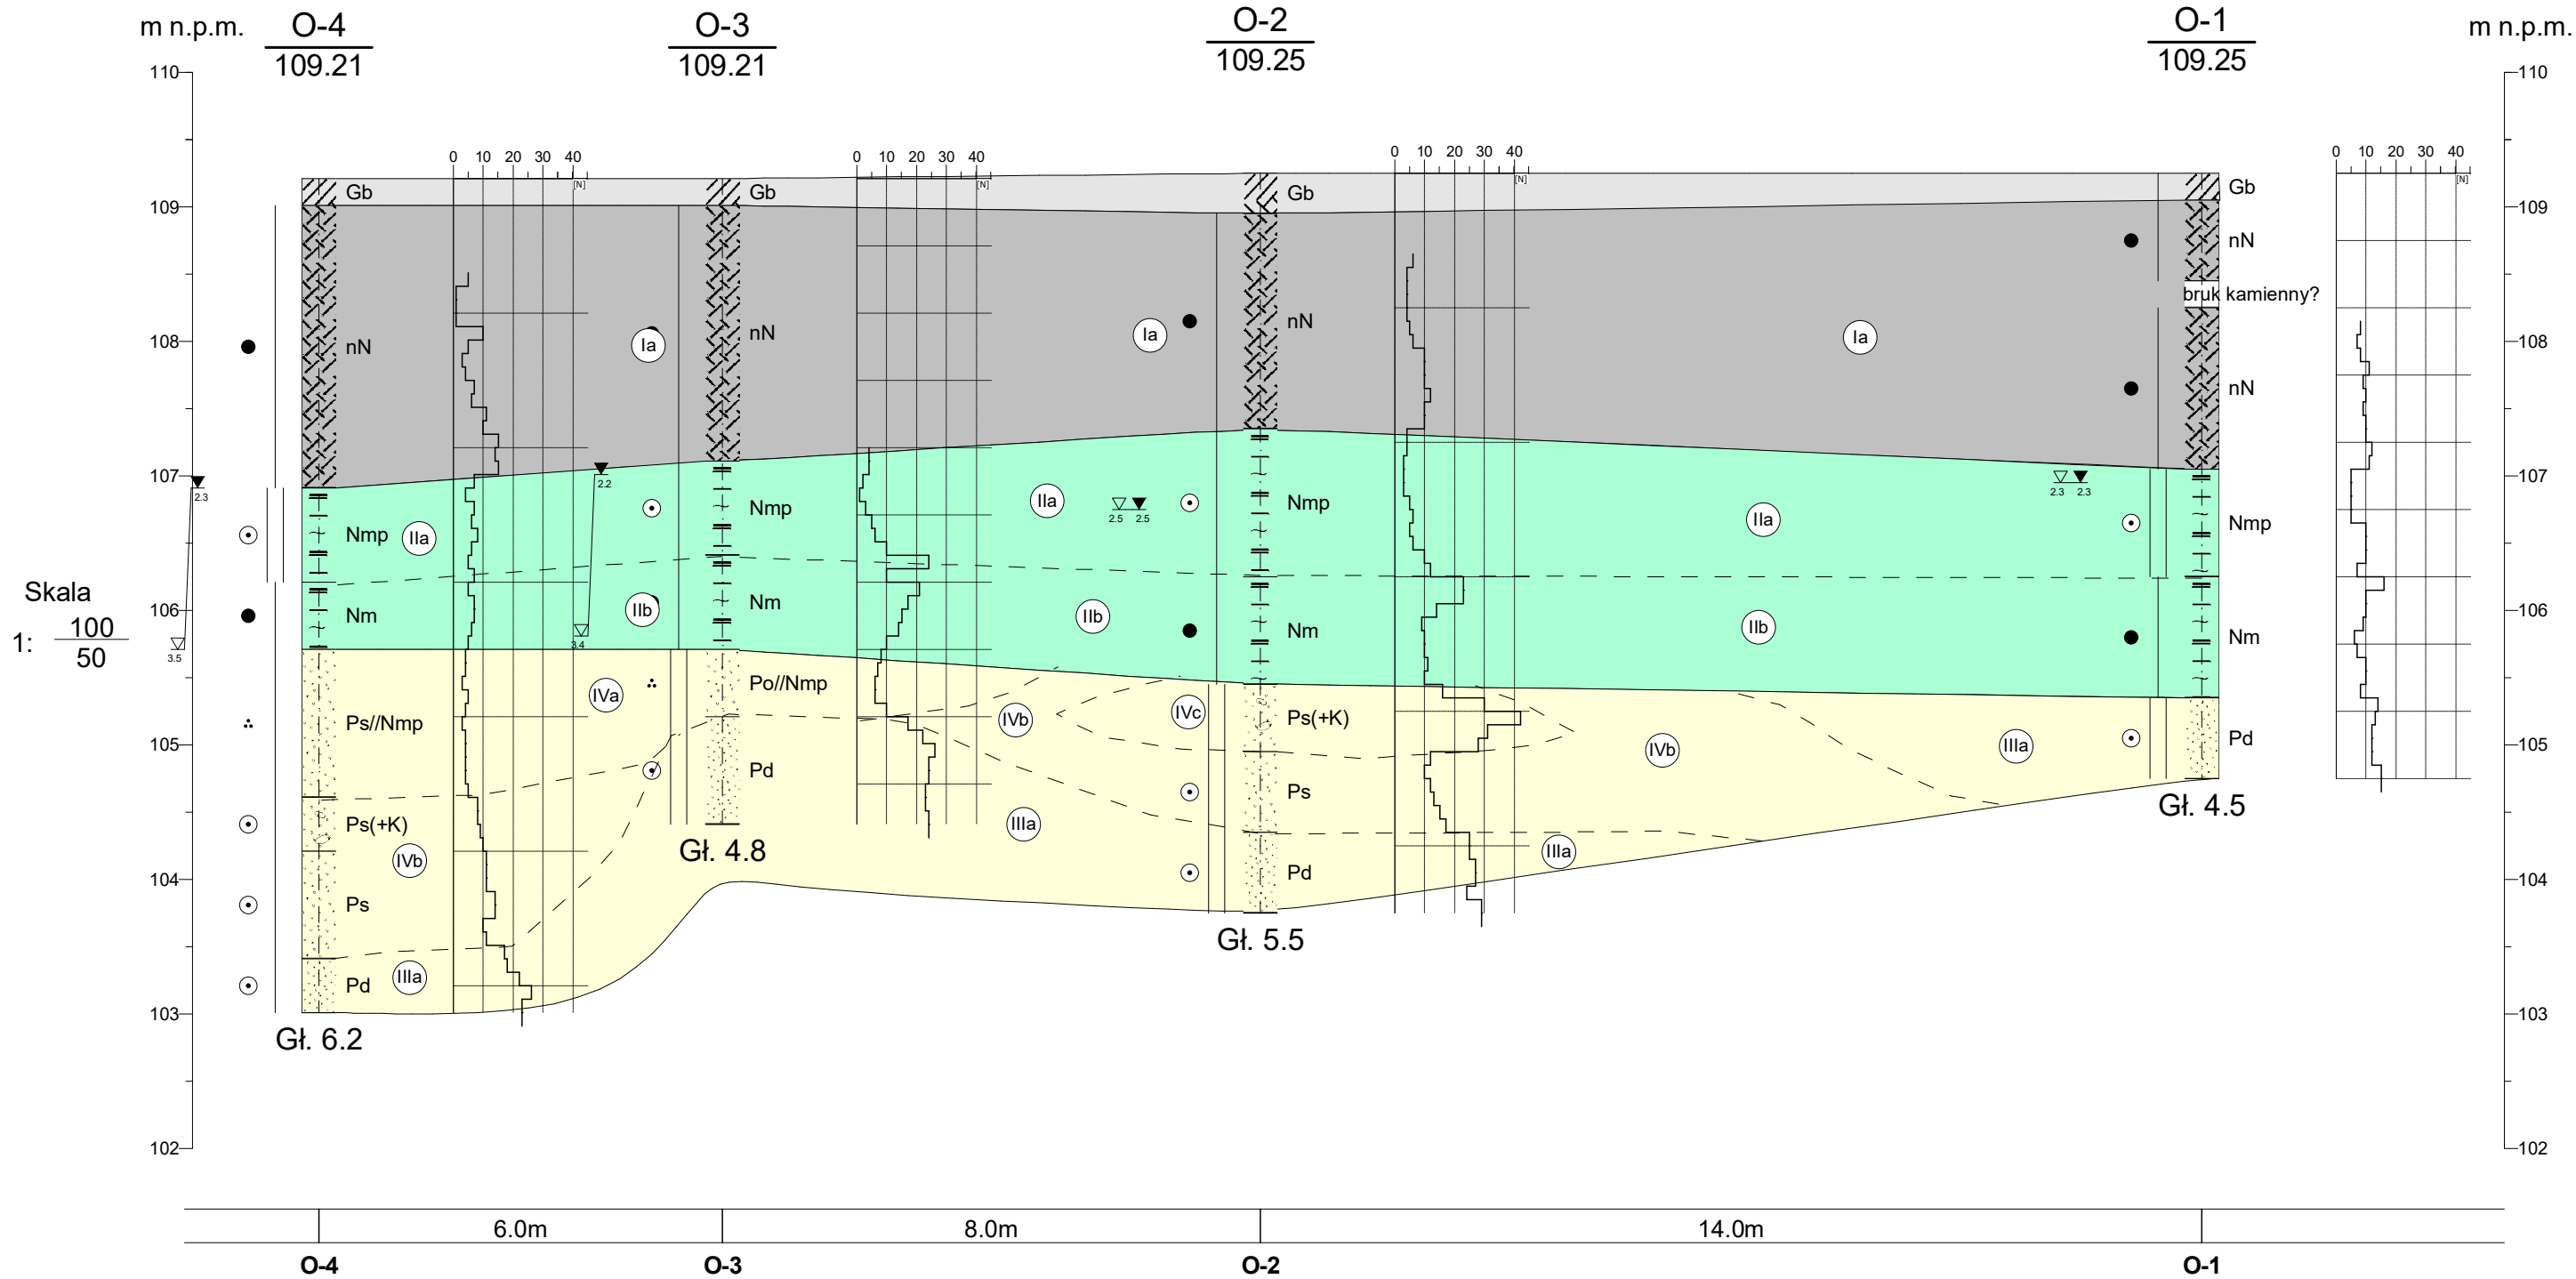 m n.p.m.
O-4
109.21
O-3
109.21
O-2
109.25
O-1
109.25
m n.p.m.
110
109
108
107
106
105
104
103
102
110
109
108
107
106
105
104
103
102
0 10 20 30 40
[N]
0 10 20 30 40
[N]
0 10 20 30 40
[N]
0 10 20 30 40
[N]
Gb
Gb
Gb
Gb
nN
Ia
nN
Ia
nN
Ia
nN
bruk kamienny?
nN
2.3
3.5
2.2
3.4
2.5 2.5
2.3 2.3
Nmp
IIa
Nmp
IIa
Nmp
IIa
Nmp
Nm
IIb
Nm
IIb
Nm
IIb
Nm
Skala
1: 100
50
Ps//Nmp
IVa
Po//Nmp
IVb
IVc
Ps(+K)
IVb
IIIa
Pd
Ps(+K)
IVb
Pd
IIIa
Ps
Ps
IIIa
Pd
Pd
IIIa
Gł. 6.2
Gł. 4.8
Gł. 5.5
Gł. 4.5
6.0m
8.0m
14.0m
O-4
O-3
O-2
O-1